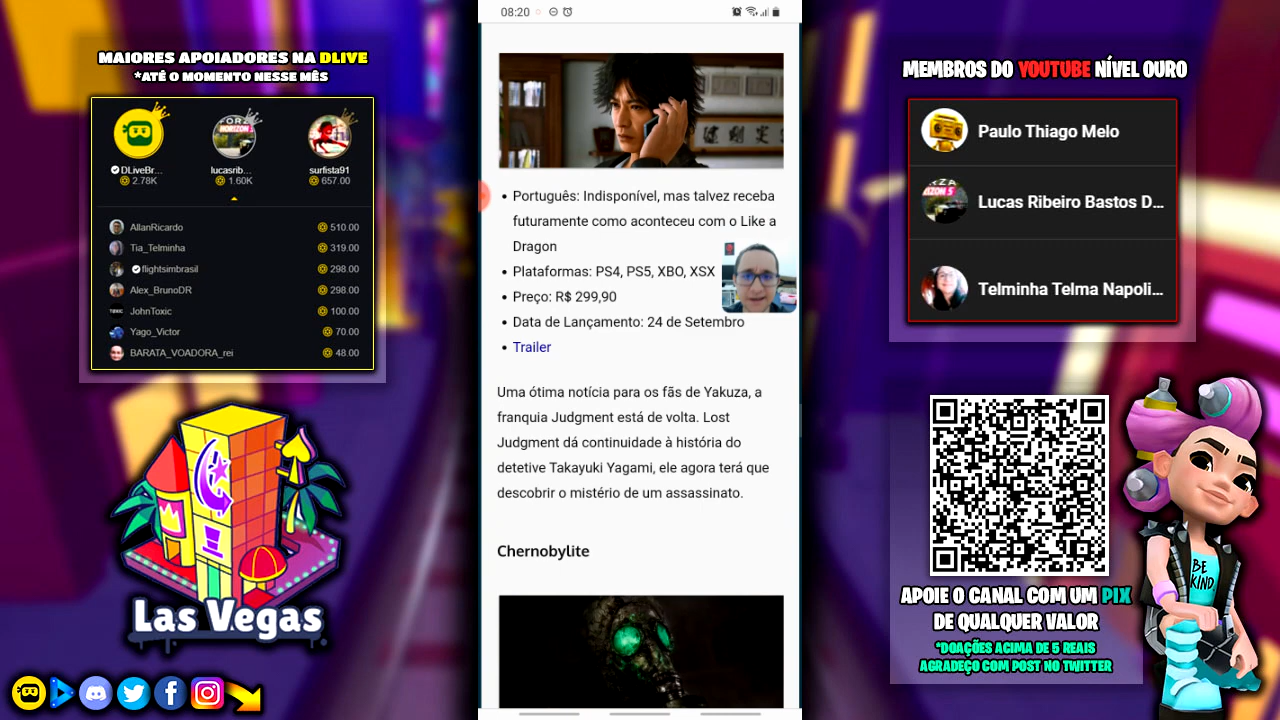 MAIORES APOIADORES NA DLIVE
*ATÉ O MOMENTO NESSE MÊS
DLiveBr...
2.78K
lucasrib...
1.60K
surfista91
657.00
AllanRicardo 510.00
Tia_Telminha 319.00
flightsimbrasil 298.00
Alex_BrunoDR 298.00
JohnToxic 100.00
Yago_Victor 70.00
BARATA_VOADORA_rei 48.00
Las Vegas
08:20
Português: Indisponível, mas talvez receba
futuramente como aconteceu com o Like a
Dragon
Plataformas: PS4, PS5, XBO, XSX
Preço: R$ 299,90
Data de Lançamento: 24 de Setembro
Trailer
Uma ótima notícia para os fãs de Yakuza, a
franquia Judgment está de volta. Lost
Judgment dá continuidade à história do
detetive Takayuki Yagami, ele agora terá que
descobrir o mistério de um assassinato.
Chernobylite
MEMBROS DO YOUTUBE NÍVEL OURO
Paulo Thiago Melo
Lucas Ribeiro Bastos D...
Telminha Telma Napoli...
APOIE O CANAL COM UM PIX
DE QUALQUER VALOR
*DOAÇÕES ACIMA DE 5 REAIS
AGRADEÇO COM POST NO TWITTER
BE
KIND